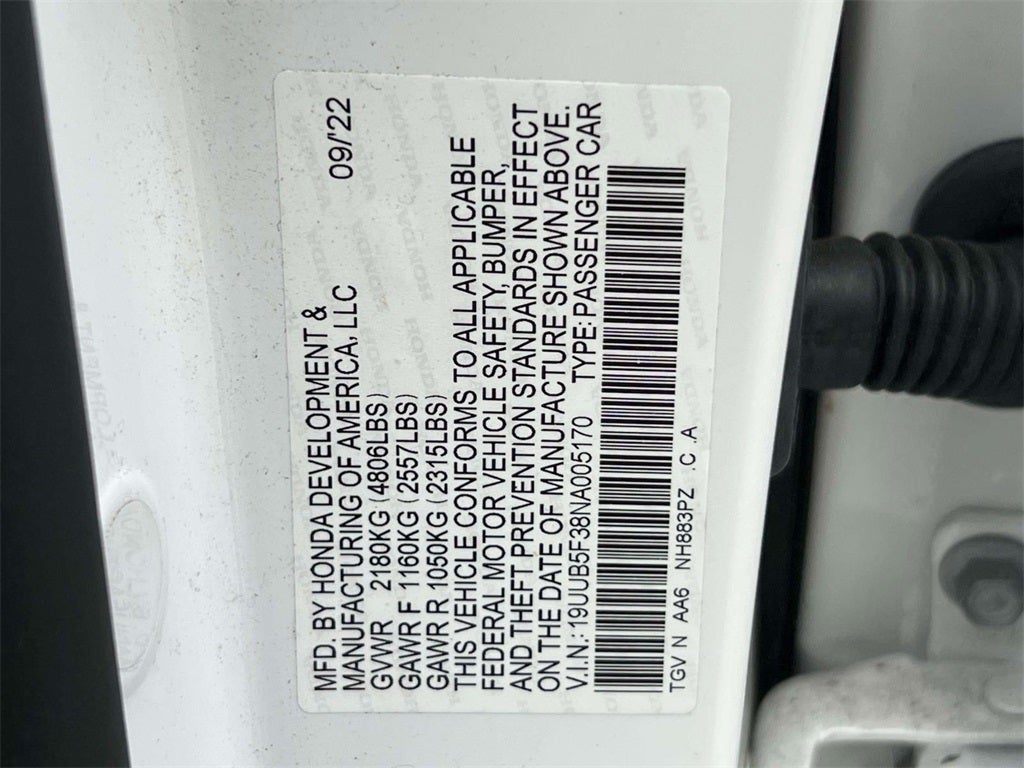 MFD. BY HONDA DEVELOPMENT &
MANUFACTURING OF AMERICA, LLC 09/'22
GVWR 2180KG (4806LBS)
GAWR F 1160KG (2557LBS)
GAWR R 1050KG (2315LBS)
THIS VEHICLE CONFORMS TO ALL APPLICABLE
FEDERAL MOTOR VEHICLE SAFETY, BUMPER,
AND THEFT PREVENTION STANDARDS IN EFFECT
ON THE DATE OF MANUFACTURE SHOWN ABOVE.
V.I.N.: 19UUB5F38NA005170 TYPE: PASSENGER CAR
TGV N AA6 NH883PZ .C .A